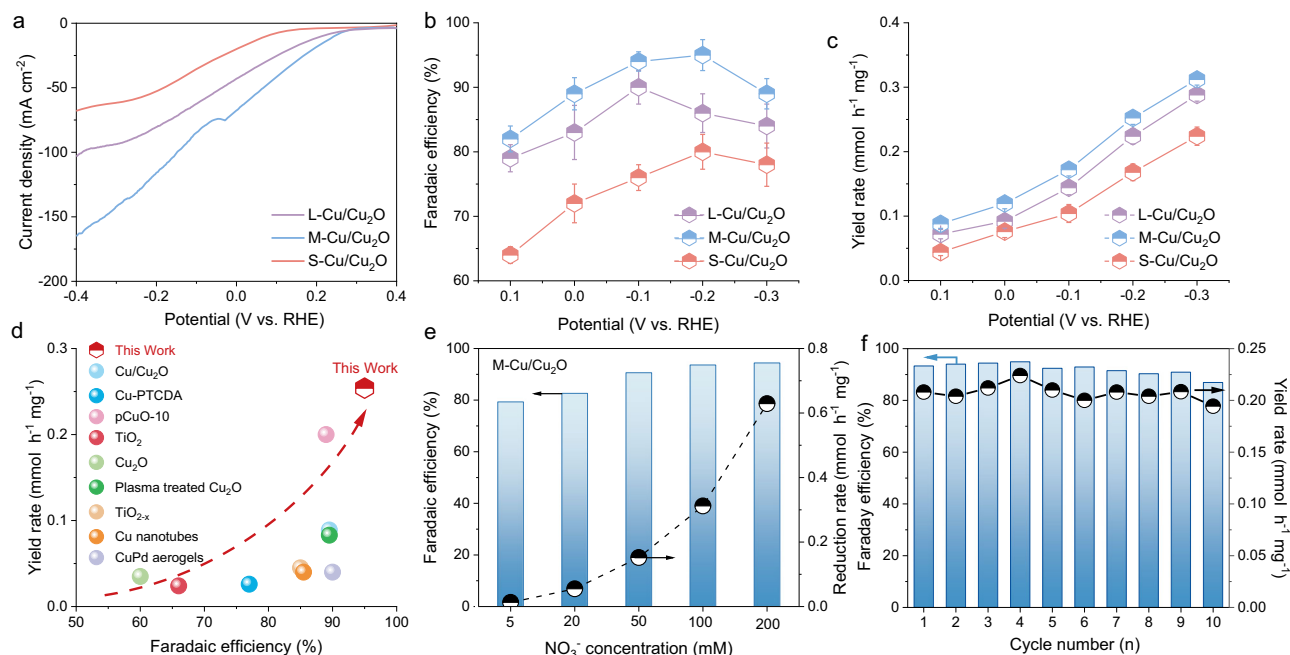 a
0
-50
-100
-150
-200
Current density (mA cm⁻²)
-0.4
-0.2
0.0
0.2
0.4
Potential (V vs. RHE)
L-Cu/Cu₂O
M-Cu/Cu₂O
S-Cu/Cu₂O
b
100
90
80
70
60
Faradaic efficiency (%)
0.1
0.0
-0.1
-0.2
-0.3
Potential (V vs. RHE)
L-Cu/Cu₂O
M-Cu/Cu₂O
S-Cu/Cu₂O
c
0.4
0.3
0.2
0.1
0.0
Yield rate (mmol h⁻¹ mg⁻¹)
0.1
0.0
-0.1
-0.2
-0.3
Potential (V vs. RHE)
L-Cu/Cu₂O
M-Cu/Cu₂O
S-Cu/Cu₂O
d
0.3
0.2
0.1
0.0
Yield rate (mmol h⁻¹ mg⁻¹)
50
60
70
80
90
100
Faradaic efficiency (%)
This Work
Cu/Cu₂O
Cu-PTCDA
pCuO-10
TiO₂
Cu₂O
Plasma treated Cu₂O
TiO₂₋ₓ
Cu nanotubes
CuPd aerogels
This Work
e
M-Cu/Cu₂O
100
80
60
40
20
0
Faradaic efficiency (%)
5
20
50
100
200
NO₃⁻ concentration (mM)
0.8
0.6
0.4
0.2
0.0
Reduction rate (mmol h⁻¹ mg⁻¹)
f
100
80
60
40
20
0
Faraday efficiency (%)
1
2
3
4
5
6
7
8
9
10
Cycle number (n)
0.25
0.20
0.15
0.10
0.05
0.00
Yield rate (mmol h⁻¹ mg⁻¹)